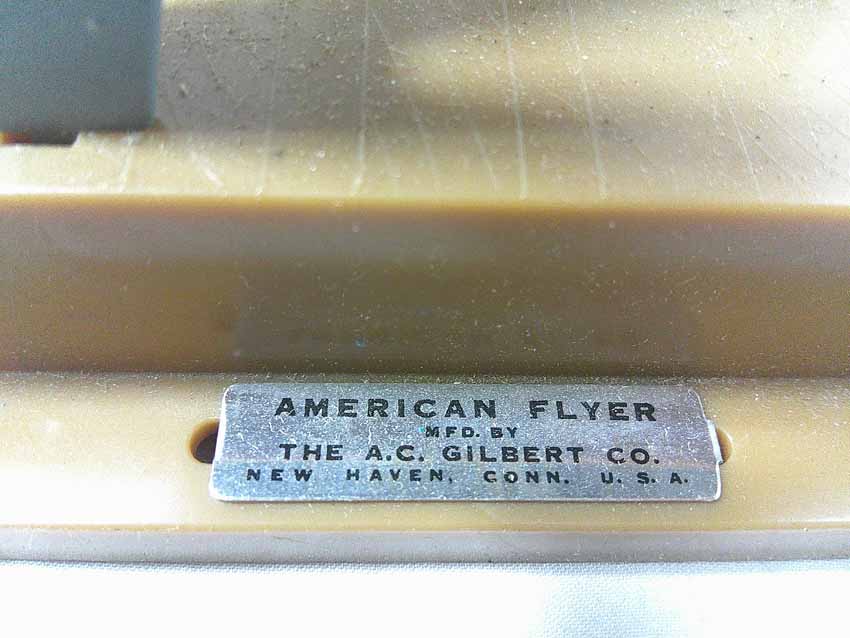 AMERICAN FLYER
MFD. BY
THE A.C. GILBERT CO.
NEW HAVEN, CONN. U. S. A.